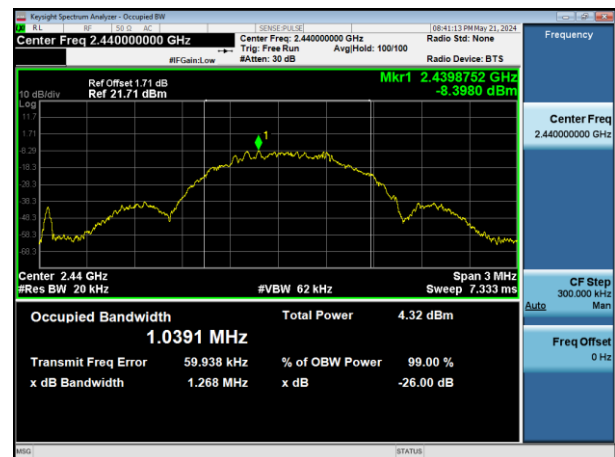 Keysight Spectrum Analyzer - Occupied BW
RL RF 50 Ω AC SENSE:PULSE 08:41:13 PM May 21, 2024
Center Freq 2.440000000 GHz Center Freq: 2.440000000 GHz Radio Std: None Frequency
Trig: Free Run Avg|Hold: 100/100
#IFGain:Low #Atten: 30 dB Radio Device: BTS
Ref Offset 1.71 dB Mkr1 2.4398752 GHz
10 dB/div Ref 21.71 dBm -8.3980 dBm
Log
11.7
1
1.71
-8.29
-18.3
-28.3
-38.3
-48.3
-58.3
-68.3
Center Freq
2.440000000 GHz
Center 2.44 GHz Span 3 MHz
#Res BW 20 kHz #VBW 62 kHz Sweep 7.333 ms
CF Step
300.000 kHz
Auto Man
Occupied Bandwidth Total Power 4.32 dBm
1.0391 MHz
Freq Offset
0 Hz
Transmit Freq Error 59.938 kHz % of OBW Power 99.00 %
x dB Bandwidth 1.268 MHz x dB -26.00 dB
MSG STATUS